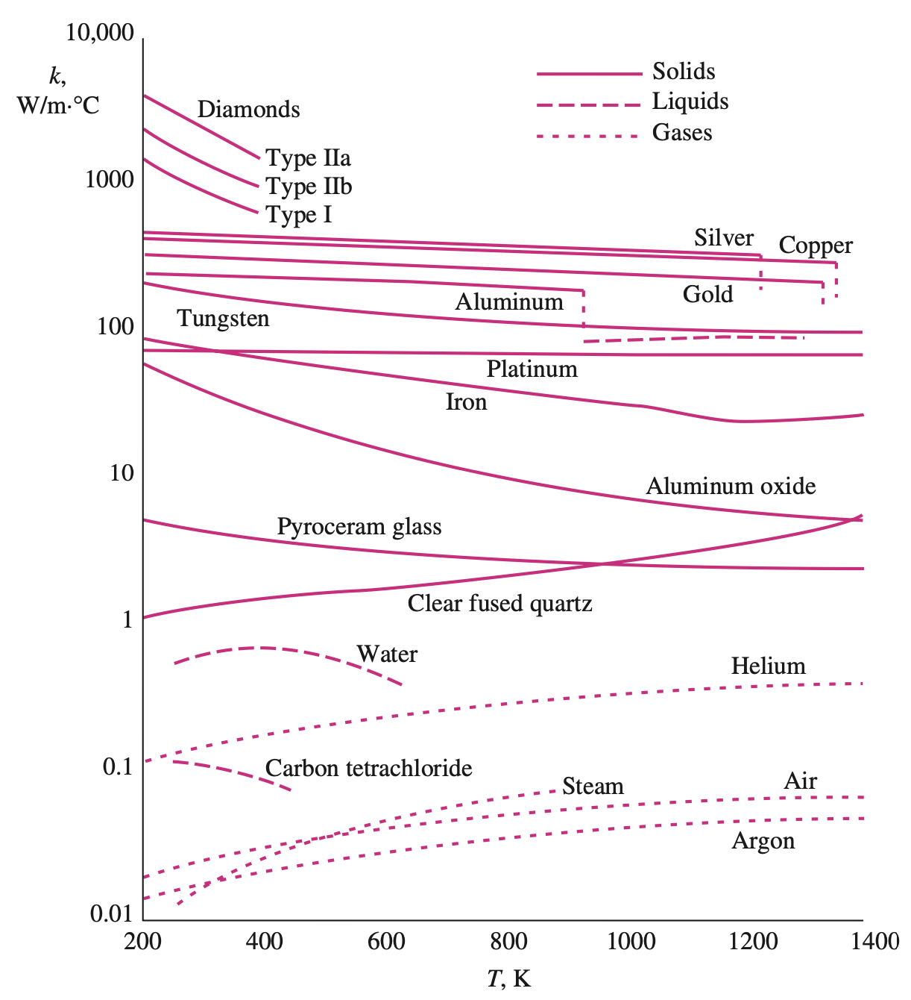 10,000
k,
W/m·°C
Solids
Liquids
Gases
Diamonds
Type IIa
Type IIb
Type I
1000
Silver
Copper
Gold
Aluminum
Tungsten
100
Platinum
Iron
10
Aluminum oxide
Pyroceram glass
Clear fused quartz
1
Water
Helium
0.1
Carbon tetrachloride
Steam
Air
Argon
0.01
200 400 600 800 1000 1200 1400
T, K